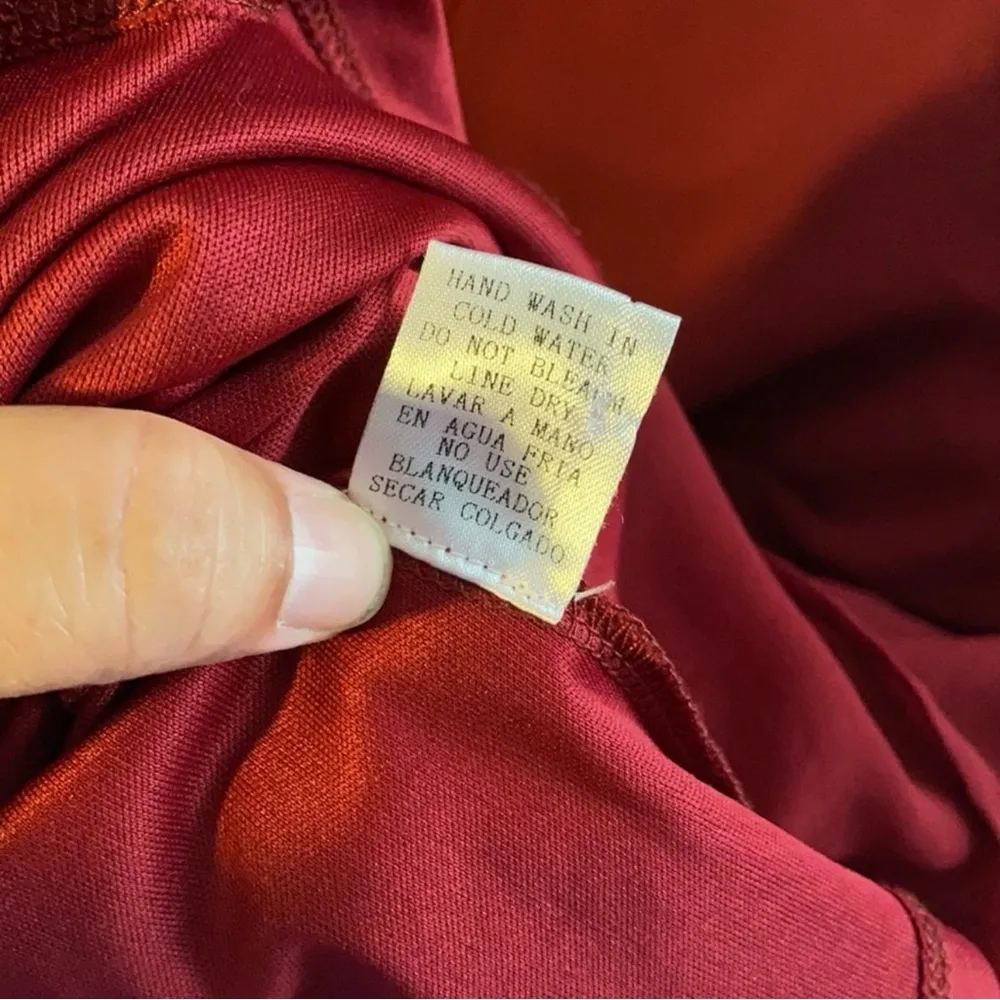 HAND WASH IN
COLD WATER
DO NOT BLEACH
LINE DRY
LAVAR A MANO
EN AGUA FRIA
NO USE
BLANQUEADOR
SECAR COLGADO